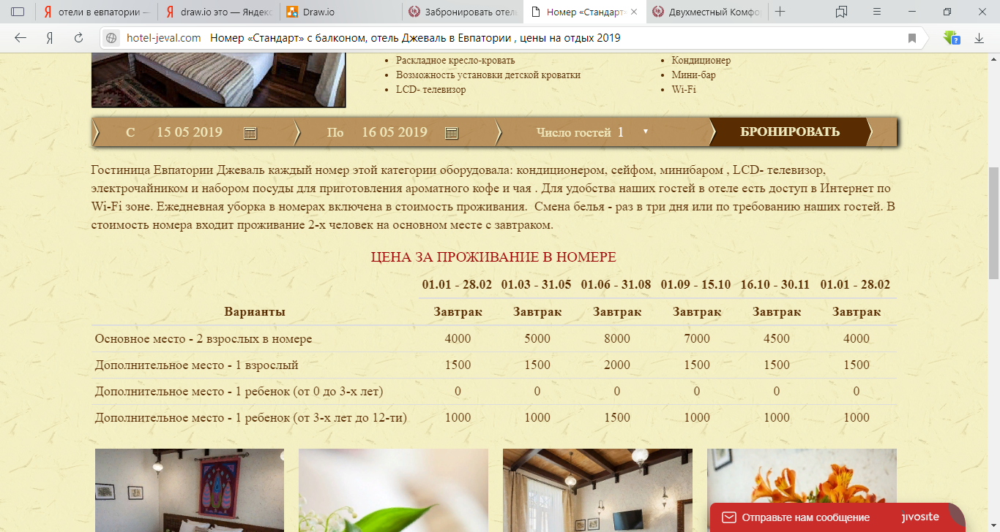 отели в евпатории —
draw.io это — Яндекс
Draw.io
Забронировать отель
Номер «Стандарт»
Двухместный Комфо
hotel-jeval.com Номер «Стандарт» с балконом, отель Джеваль в Евпатории , цены на отдых 2019
Раскладное кресло-кровать
Возможность установки детской кроватки
LCD- телевизор
Кондиционер
Мини-бар
Wi-Fi
С 15 05 2019 По 16 05 2019 Число гостей 1 БРОНИРОВАТЬ
Гостиница Евпатории Джеваль каждый номер этой категории оборудовала: кондиционером, сейфом, минибаром , LCD- телевизор,
электрочайником и набором посуды для приготовления ароматного кофе и чая . Для удобства наших гостей в отеле есть доступ в Интернет по
Wi-Fi зоне. Ежедневная уборка в номерах включена в стоимость проживания. Смена белья - раз в три дня или по требованию наших гостей. В
стоимость номера входит проживание 2-х человек на основном месте с завтраком.
ЦЕНА ЗА ПРОЖИВАНИЕ В НОМЕРЕ
01.01 - 28.02 01.03 - 31.05 01.06 - 31.08 01.09 - 15.10 16.10 - 30.11 01.01 - 28.02
Варианты Завтрак Завтрак Завтрак Завтрак Завтрак Завтрак
Основное место - 2 взрослых в номере 4000 5000 8000 7000 4500 4000
Дополнительное место - 1 взрослый 1500 1500 2000 1500 1500 1500
Дополнительное место - 1 ребенок (от 0 до 3-х лет) 0 0 0 0 0 0
Дополнительное место - 1 ребенок (от 3-х лет до 12-ти) 1000 1000 1500 1000 1000 1000
Отправьте нам сообщение jivosite